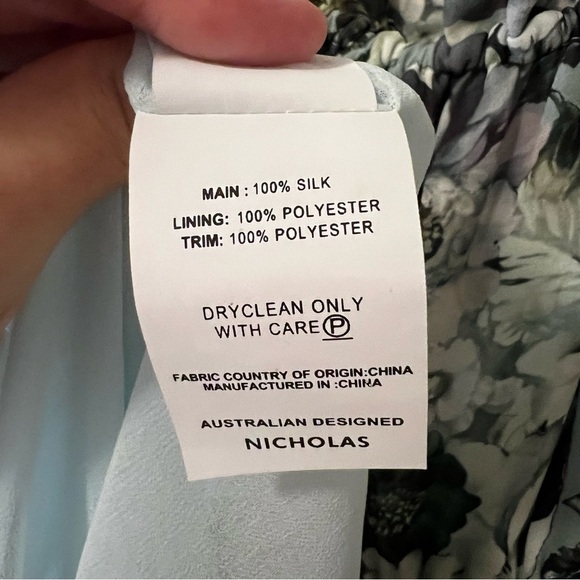 MAIN : 100% SILK
LINING: 100% POLYESTER
TRIM: 100% POLYESTER
DRYCLEAN ONLY
WITH CARE P
FABRIC COUNTRY OF ORIGIN:CHINA
MANUFACTURED IN :CHINA
AUSTRALIAN DESIGNED
NICHOLAS